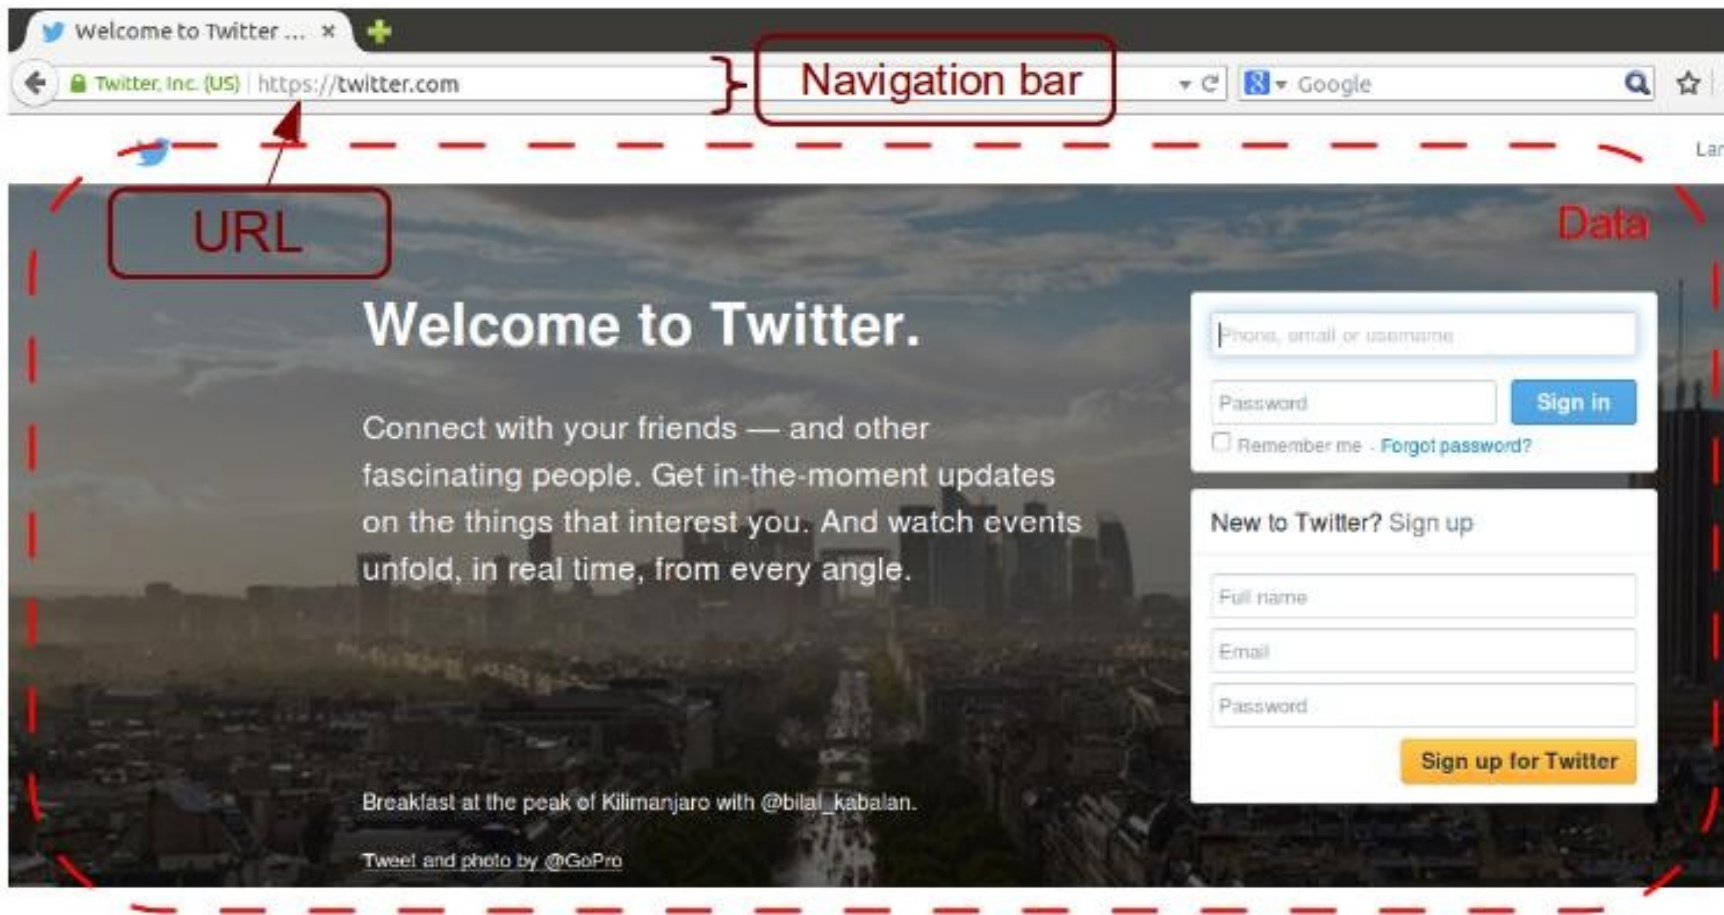 Welcome to Twitter ... ×
Twitter, Inc. (US) https://twitter.com
Navigation bar
Google
Lan
URL
Data
Welcome to Twitter.
Connect with your friends — and other
fascinating people. Get in-the-moment updates
on the things that interest you. And watch events
unfold, in real time, from every angle.
Breakfast at the peak of Kilimanjaro with @bilal_kabalan.
Tweet and photo by @GoPro
Phone, email or username
Password
Sign in
Remember me · Forgot password?
New to Twitter? Sign up
Full name
Email
Password
Sign up for Twitter